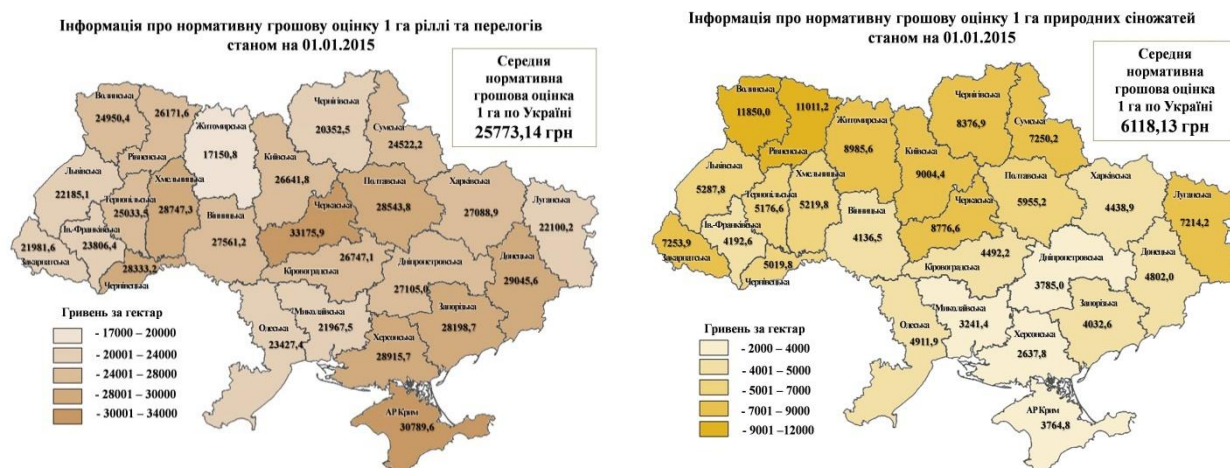 Інформація про нормативну грошову оцінку 1 га ріллі та перелогів
станом на 01.01.2015
Середня
нормативна
грошова оцінка
1 га по Україні
25773,14 грн
Волинська
24950,4
26171,6
Рівненська
Житомирська
17150,8
Чернігівська
20352,5
Сумська
24522,2
Львівська
22185,1
Тернопільська
25033,5
Хмельницька
28747,3
Київська
26641,8
Полтавська
28543,8
Харківська
27088,9
Луганська
22100,2
Ів.-Франківська
23806,4
21981,6
Закарпатська
28333,2
Чернівецька
Вінницька
27561,2
Черкаська
33175,9
26747,1
Кіровоградська
Дніпропетровська
27105,0
Донецька
29045,6
Запорізька
28198,7
Одеська
23427,4
Миколаївська
21967,5
Херсонська
28915,7
АР Крим
30789,6
Гривень за гектар
- 17000 – 20000
- 20001 – 24000
- 24001 – 28000
- 28001 – 30000
- 30001 – 34000
Інформація про нормативну грошову оцінку 1 га природних сіножатей
станом на 01.01.2015
Середня
нормативна
грошова оцінка
1 га по Україні
6118,13 грн
Волинська
11850,0
11011,2
Рівненська
Житомирська
8985,6
Чернігівська
8376,9
Сумська
7250,2
Львівська
5287,8
Тернопільська
5176,6
Хмельницька
5219,8
Київська
9004,4
Полтавська
5955,2
Харківська
4438,9
Луганська
7214,2
Ів.-Франківська
4192,6
7253,9
Закарпатська
5019,8
Чернівецька
Вінницька
4136,5
Черкаська
8776,6
4492,2
Кіровоградська
Дніпропетровська
3785,0
Донецька
4802,0
Запорізька
4032,6
Одеська
4911,9
Миколаївська
3241,4
Херсонська
2637,8
АР Крим
3764,8
Гривень за гектар
- 2000 – 4000
- 4001 – 5000
- 5001 – 7000
- 7001 – 9000
- 9001 –12000